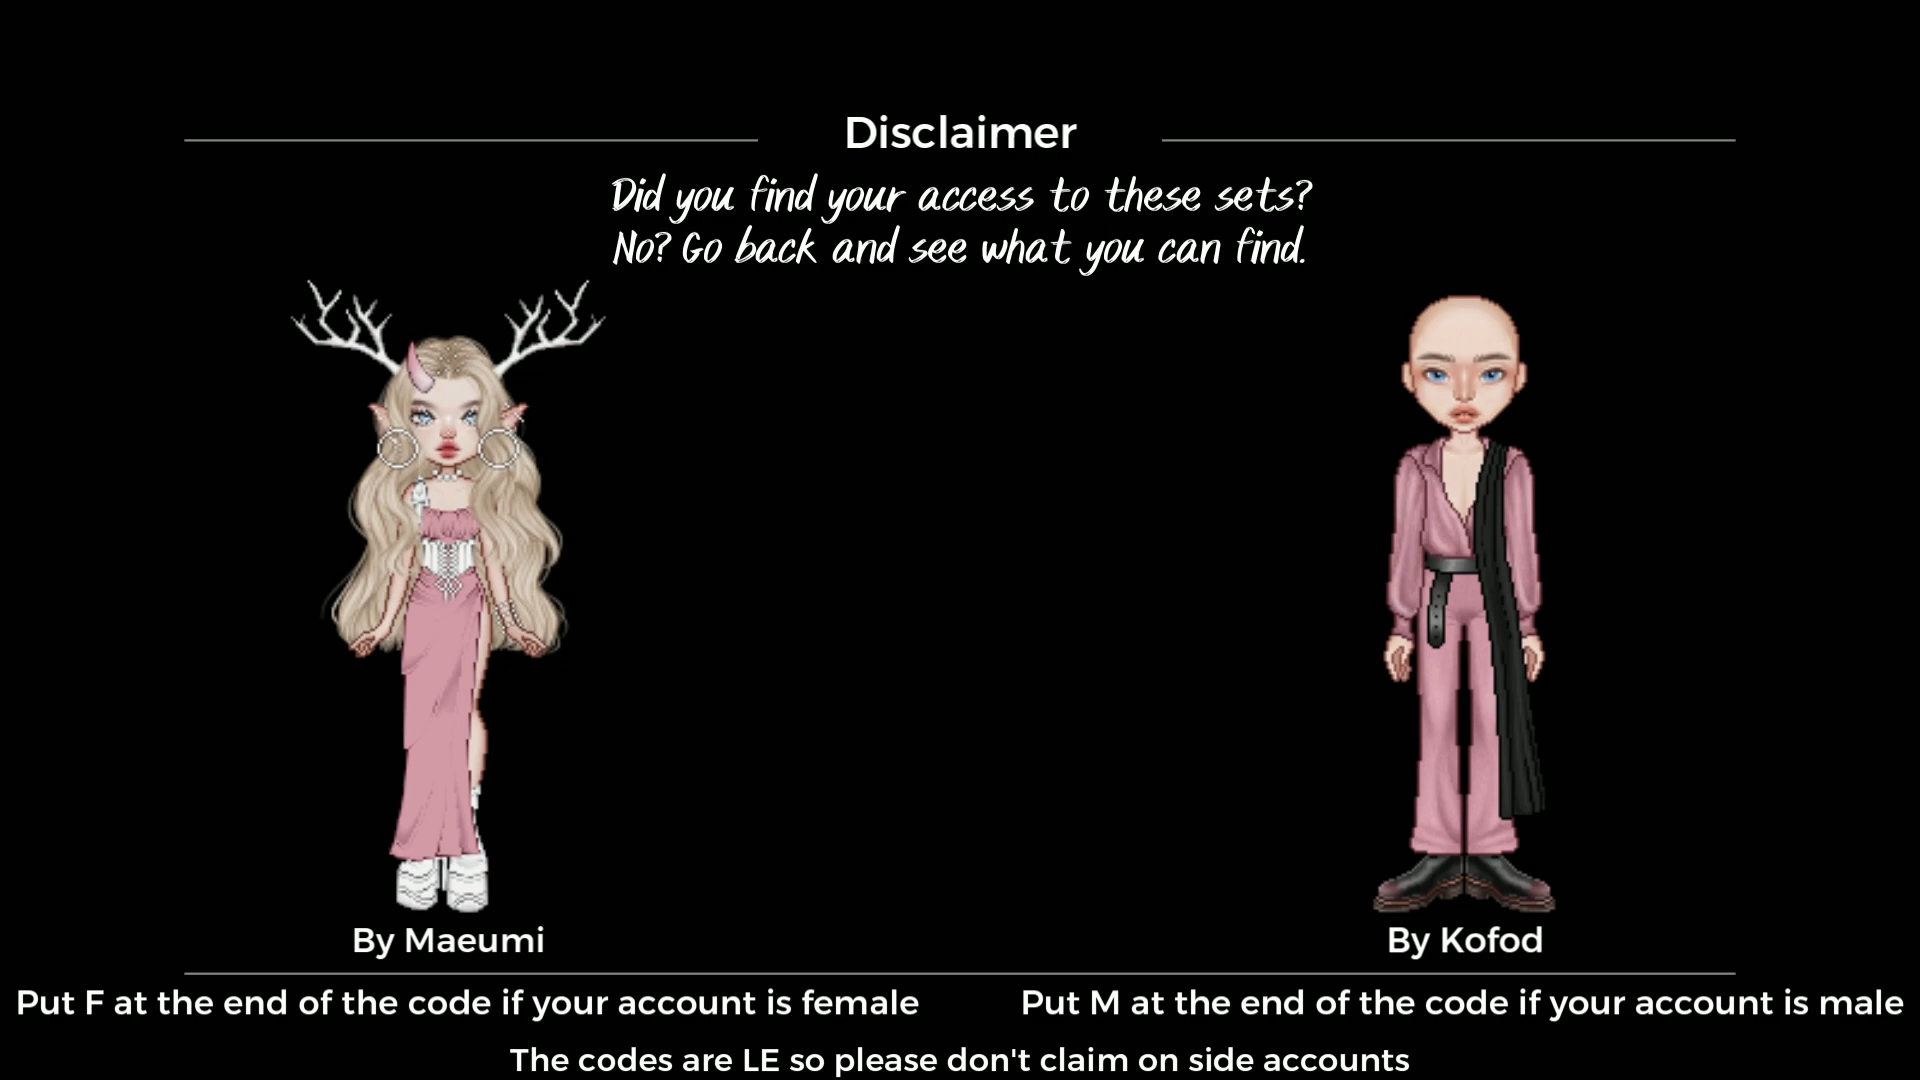 Disclaimer
Did you find your access to these sets?
No? Go back and see what you can find.
By Maeumi
By Kofod
Put F at the end of the code if your account is female
Put M at the end of the code if your account is male
The codes are LE so please don't claim on side accounts